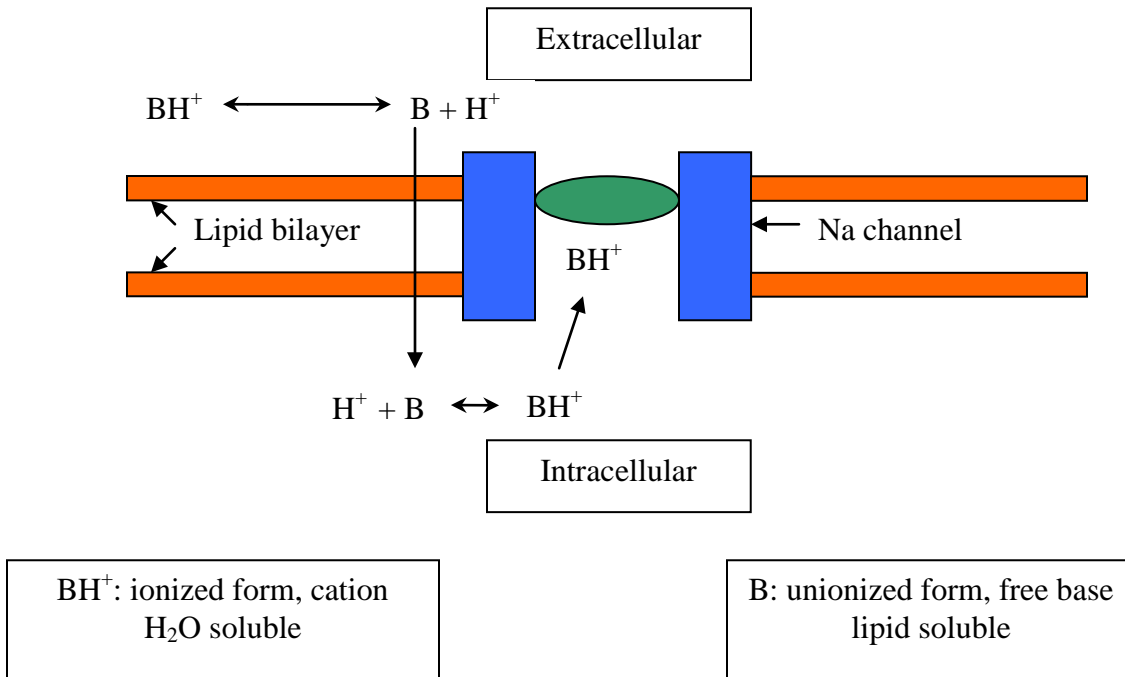 Extracellular
BH⁺
B + H⁺
Lipid bilayer
Na channel
BH⁺
H⁺ + B
BH⁺
Intracellular
BH⁺: ionized form, cation
H₂O soluble
B: unionized form, free base
lipid soluble